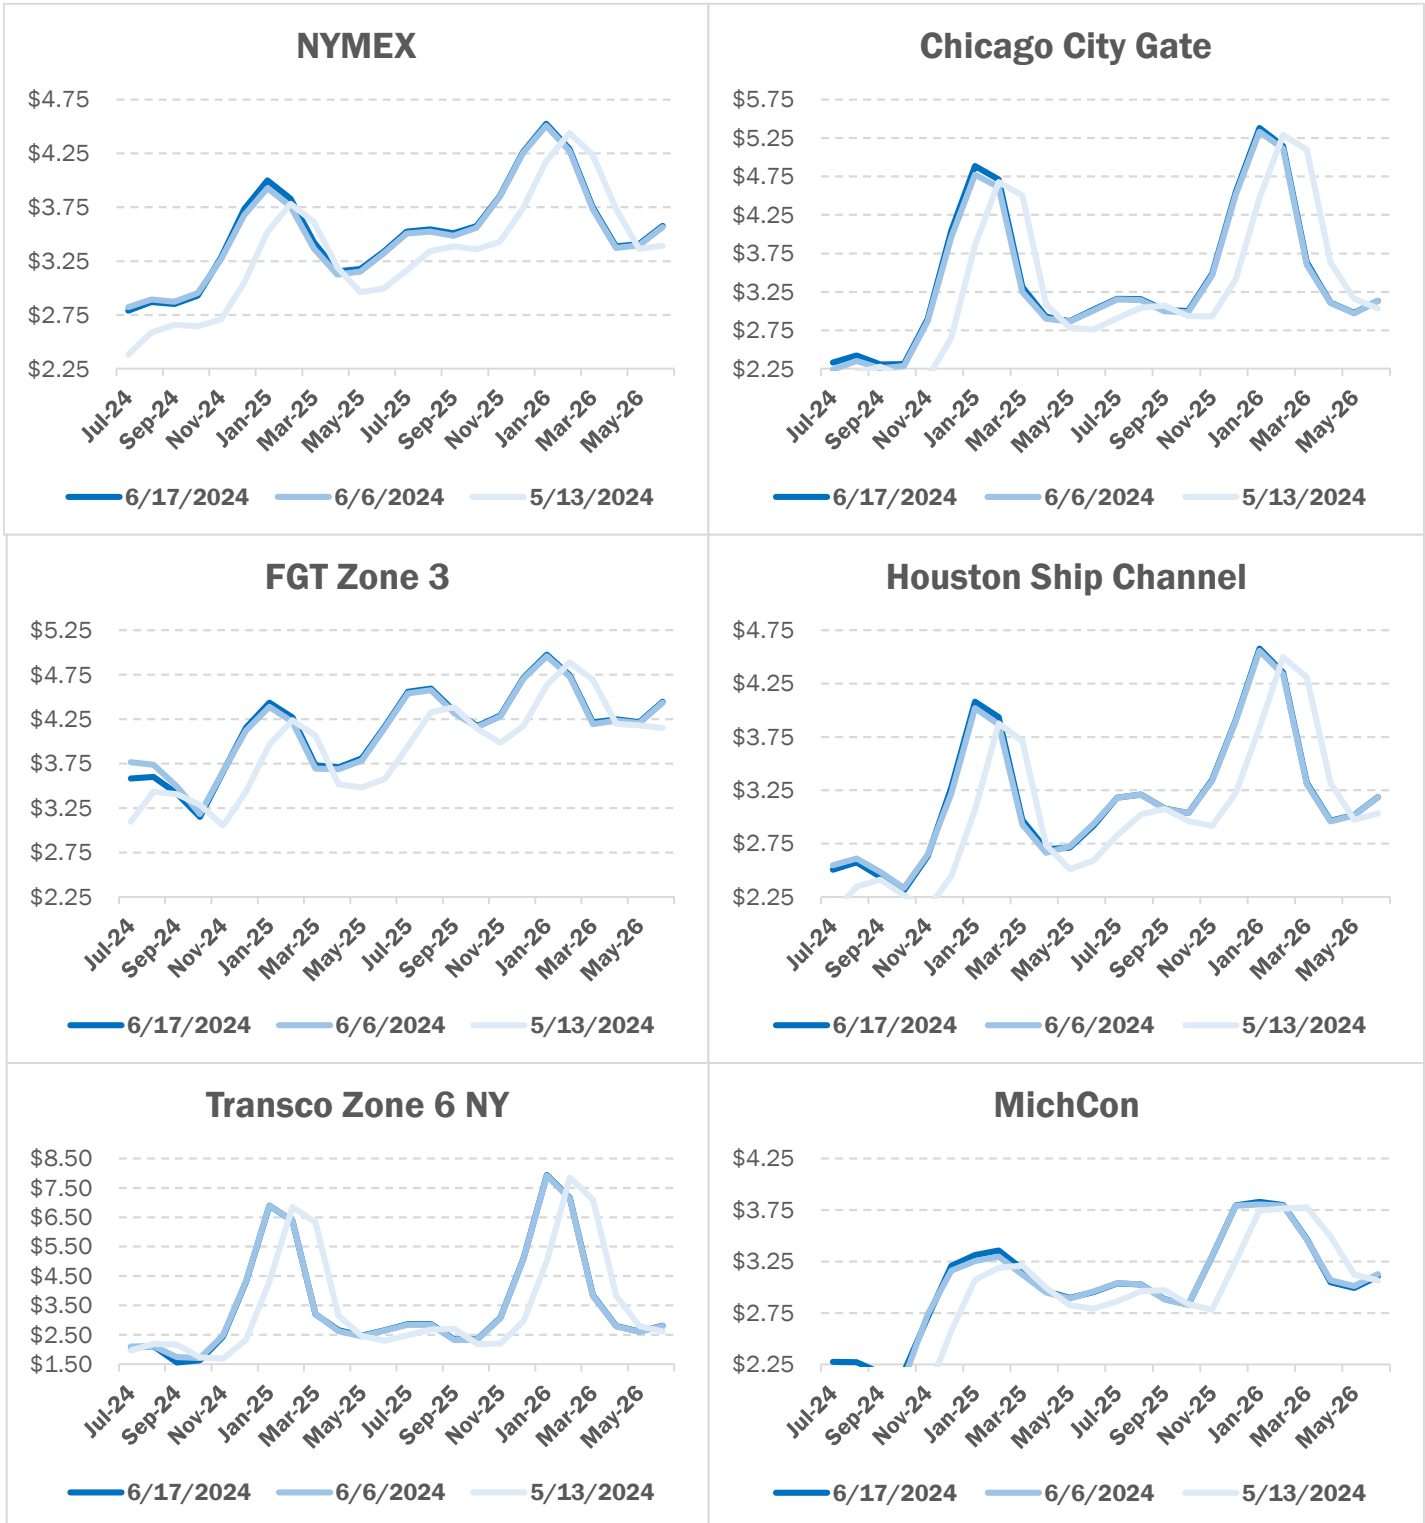 NYMEX
$4.75
$4.25
$3.75
$3.25
$2.75
$2.25
Jul-24 Sep-24 Nov-24 Jan-25 Mar-25 May-25 Jul-25 Sep-25 Nov-25 Jan-26 Mar-26 May-26
6/17/2024 6/6/2024 5/13/2024
Chicago City Gate
$5.75
$5.25
$4.75
$4.25
$3.75
$3.25
$2.75
$2.25
Jul-24 Sep-24 Nov-24 Jan-25 Mar-25 May-25 Jul-25 Sep-25 Nov-25 Jan-26 Mar-26 May-26
6/17/2024 6/6/2024 5/13/2024
FGT Zone 3
$5.25
$4.75
$4.25
$3.75
$3.25
$2.75
$2.25
Jul-24 Sep-24 Nov-24 Jan-25 Mar-25 May-25 Jul-25 Sep-25 Nov-25 Jan-26 Mar-26 May-26
6/17/2024 6/6/2024 5/13/2024
Houston Ship Channel
$4.75
$4.25
$3.75
$3.25
$2.75
$2.25
Jul-24 Sep-24 Nov-24 Jan-25 Mar-25 May-25 Jul-25 Sep-25 Nov-25 Jan-26 Mar-26 May-26
6/17/2024 6/6/2024 5/13/2024
Transco Zone 6 NY
$8.50
$7.50
$6.50
$5.50
$4.50
$3.50
$2.50
$1.50
Jul-24 Sep-24 Nov-24 Jan-25 Mar-25 May-25 Jul-25 Sep-25 Nov-25 Jan-26 Mar-26 May-26
6/17/2024 6/6/2024 5/13/2024
MichCon
$4.25
$3.75
$3.25
$2.75
$2.25
Jul-24 Sep-24 Nov-24 Jan-25 Mar-25 May-25 Jul-25 Sep-25 Nov-25 Jan-26 Mar-26 May-26
6/17/2024 6/6/2024 5/13/2024